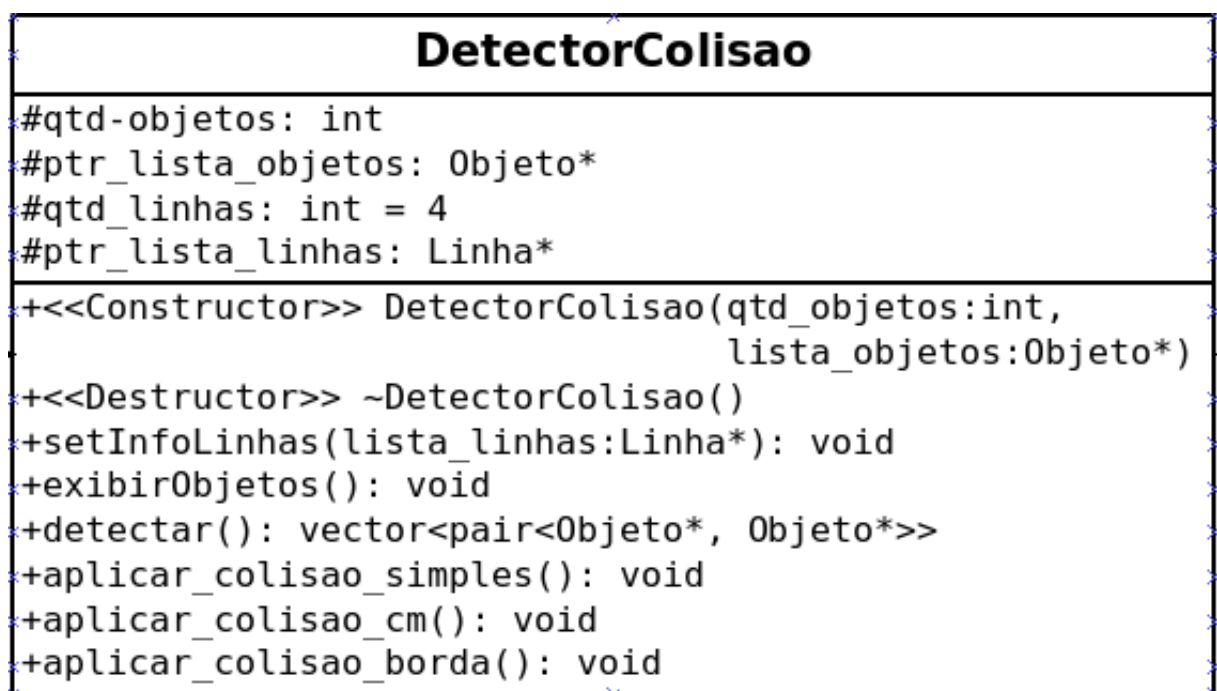 DetectorColisao
#qtd-objetos: int
#ptr_lista_objetos: Objeto*
#qtd_linhas: int = 4
#ptr_lista_linhas: Linha*
+<<Constructor>> DetectorColisao(qtd_objetos:int,
lista_objetos:Objeto*)
+<<Destructor>> ~DetectorColisao()
+setInfoLinhas(lista_linhas:Linha*): void
+exibirObjetos(): void
+detectar(): vector<pair<Objeto*, Objeto*>>
+aplicar_colisao_simples(): void
+aplicar_colisao_cm(): void
+aplicar_colisao_borda(): void